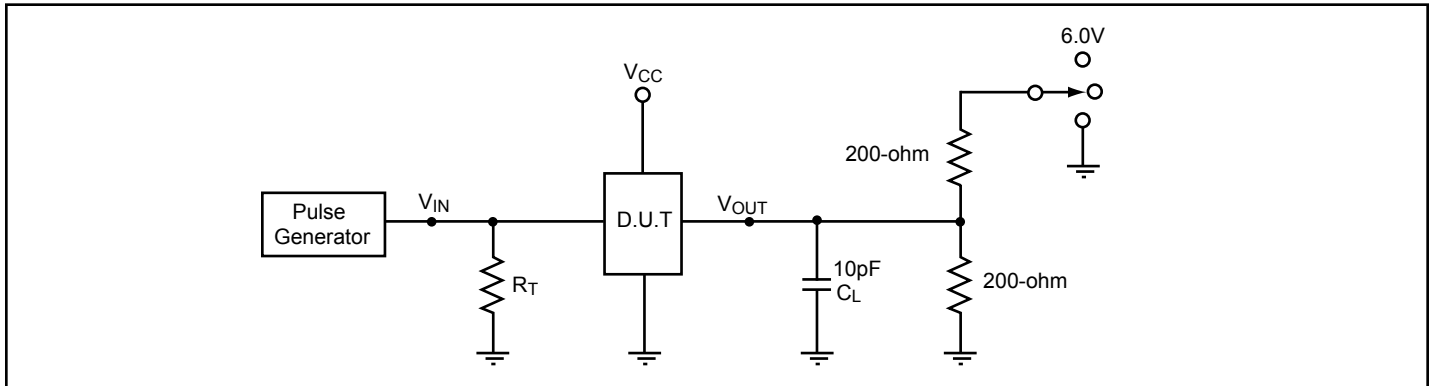 6.0V
VCC
200-ohm
Pulse
Generator
VIN
D.U.T
VOUT
RT
10pF
CL
200-ohm